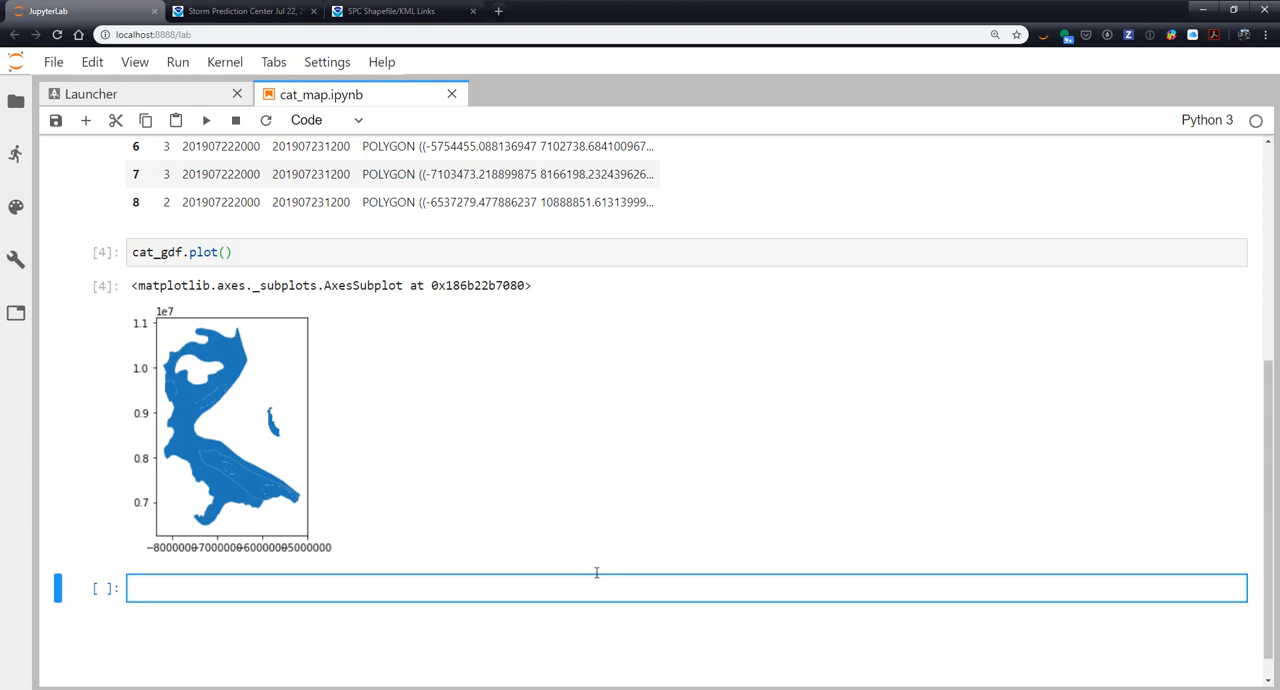 JupyterLab
Storm Prediction Center Jul 22, 2
SPC Shapefile/KML Links
localhost:8888/lab
9+
Z
File Edit View Run Kernel Tabs Settings Help
Launcher
cat_map.ipynb
Code
Python 3
6 3 201907222000 201907231200 POLYGON ((-5754455.088136947 7102738.684100967...
7 3 201907222000 201907231200 POLYGON ((-7103473.218899875 8166198.232439626...
8 2 201907222000 201907231200 POLYGON ((-6537279.477886237 10888851.61313999...
[4]: cat_gdf.plot()
[4]: <matplotlib.axes._subplots.AxesSubplot at 0x186b22b7080>
1e7
1.1
1.0
0.9
0.8
0.7
−8000000−7000000−6000000−5000000
[ ]: